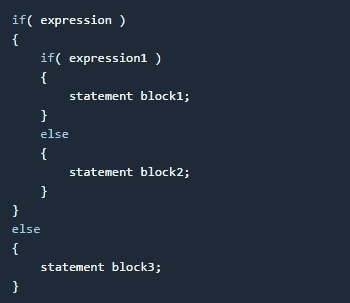 if( expression )
{
    if( expression1 )
    {
        statement block1;
    }
    else
    {
        statement block2;
    }
}
else
{
    statement block3;
}